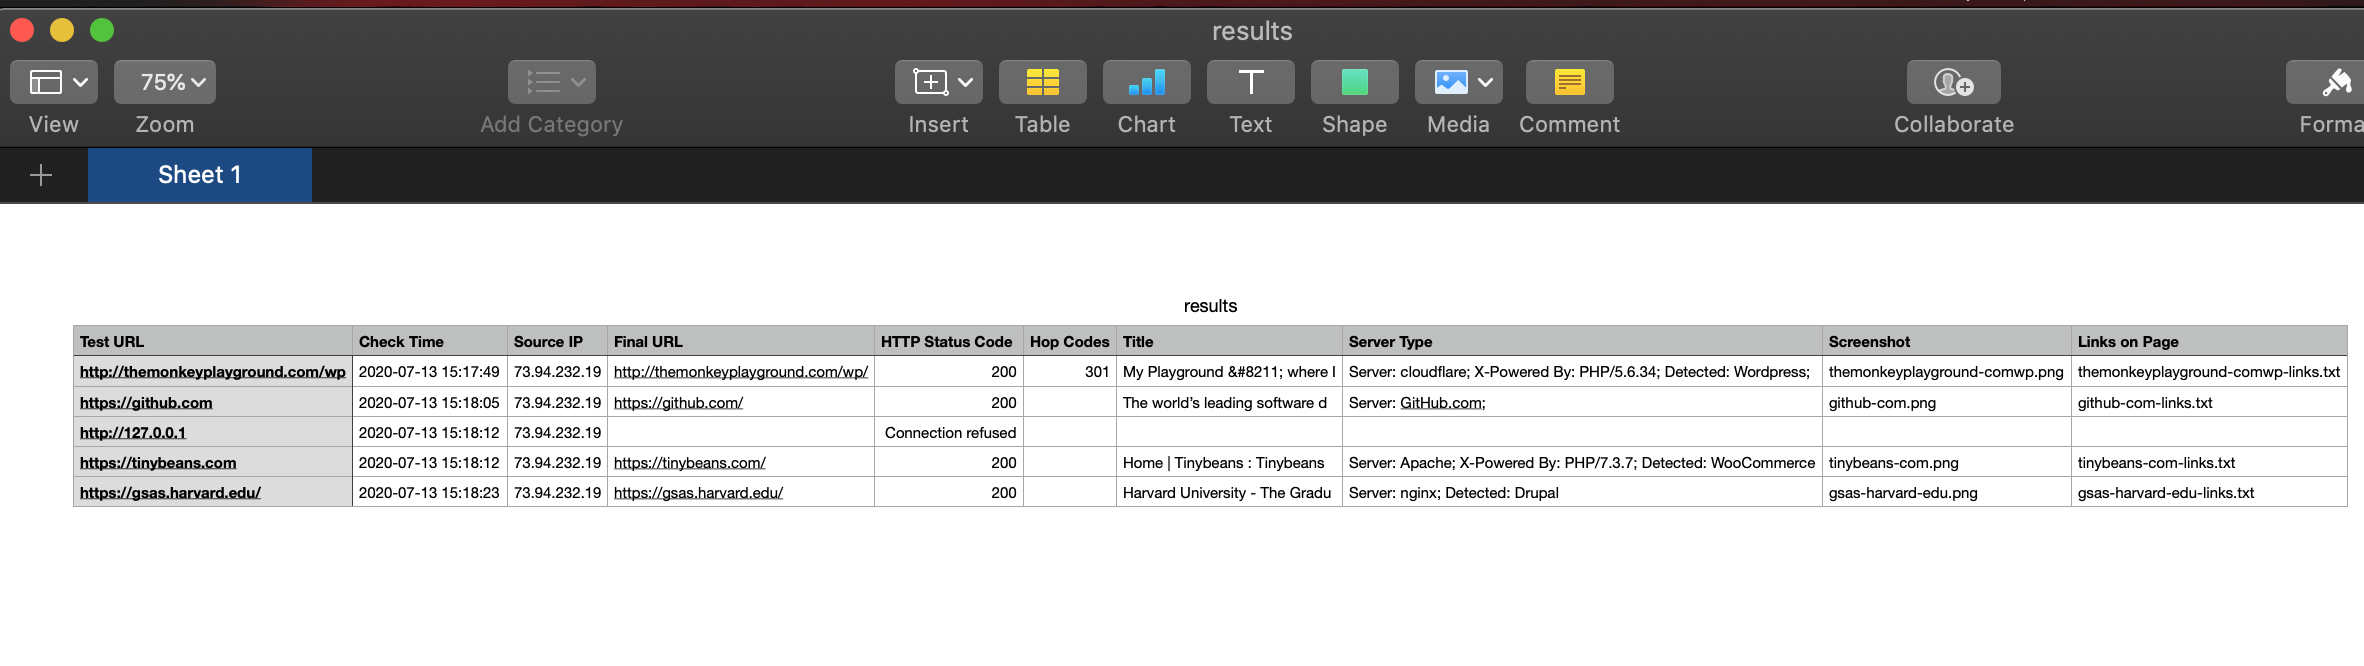 results
75%
View Zoom Add Category Insert Table Chart Text Shape Media Comment Collaborate Forma
Sheet 1
results
Test URL Check Time Source IP Final URL HTTP Status Code Hop Codes Title Server Type Screenshot Links on Page
http://themonkeyplayground.com/wp 2020-07-13 15:17:49 73.94.232.19 http://themonkeyplayground.com/wp/ 200 301 My Playground &#8211; where I Server: cloudflare; X-Powered By: PHP/5.6.34; Detected: Wordpress; themonkeyplayground-comwp.png themonkeyplayground-comwp-links.txt
https://github.com 2020-07-13 15:18:05 73.94.232.19 https://github.com/ 200 The world’s leading software d Server: GitHub.com; github-com.png github-com-links.txt
http://127.0.0.1 2020-07-13 15:18:12 73.94.232.19 Connection refused
https://tinybeans.com 2020-07-13 15:18:12 73.94.232.19 https://tinybeans.com/ 200 Home | Tinybeans : Tinybeans Server: Apache; X-Powered By: PHP/7.3.7; Detected: WooCommerce tinybeans-com.png tinybeans-com-links.txt
https://gsas.harvard.edu/ 2020-07-13 15:18:23 73.94.232.19 https://gsas.harvard.edu/ 200 Harvard University - The Gradu Server: nginx; Detected: Drupal gsas-harvard-edu.png gsas-harvard-edu-links.txt